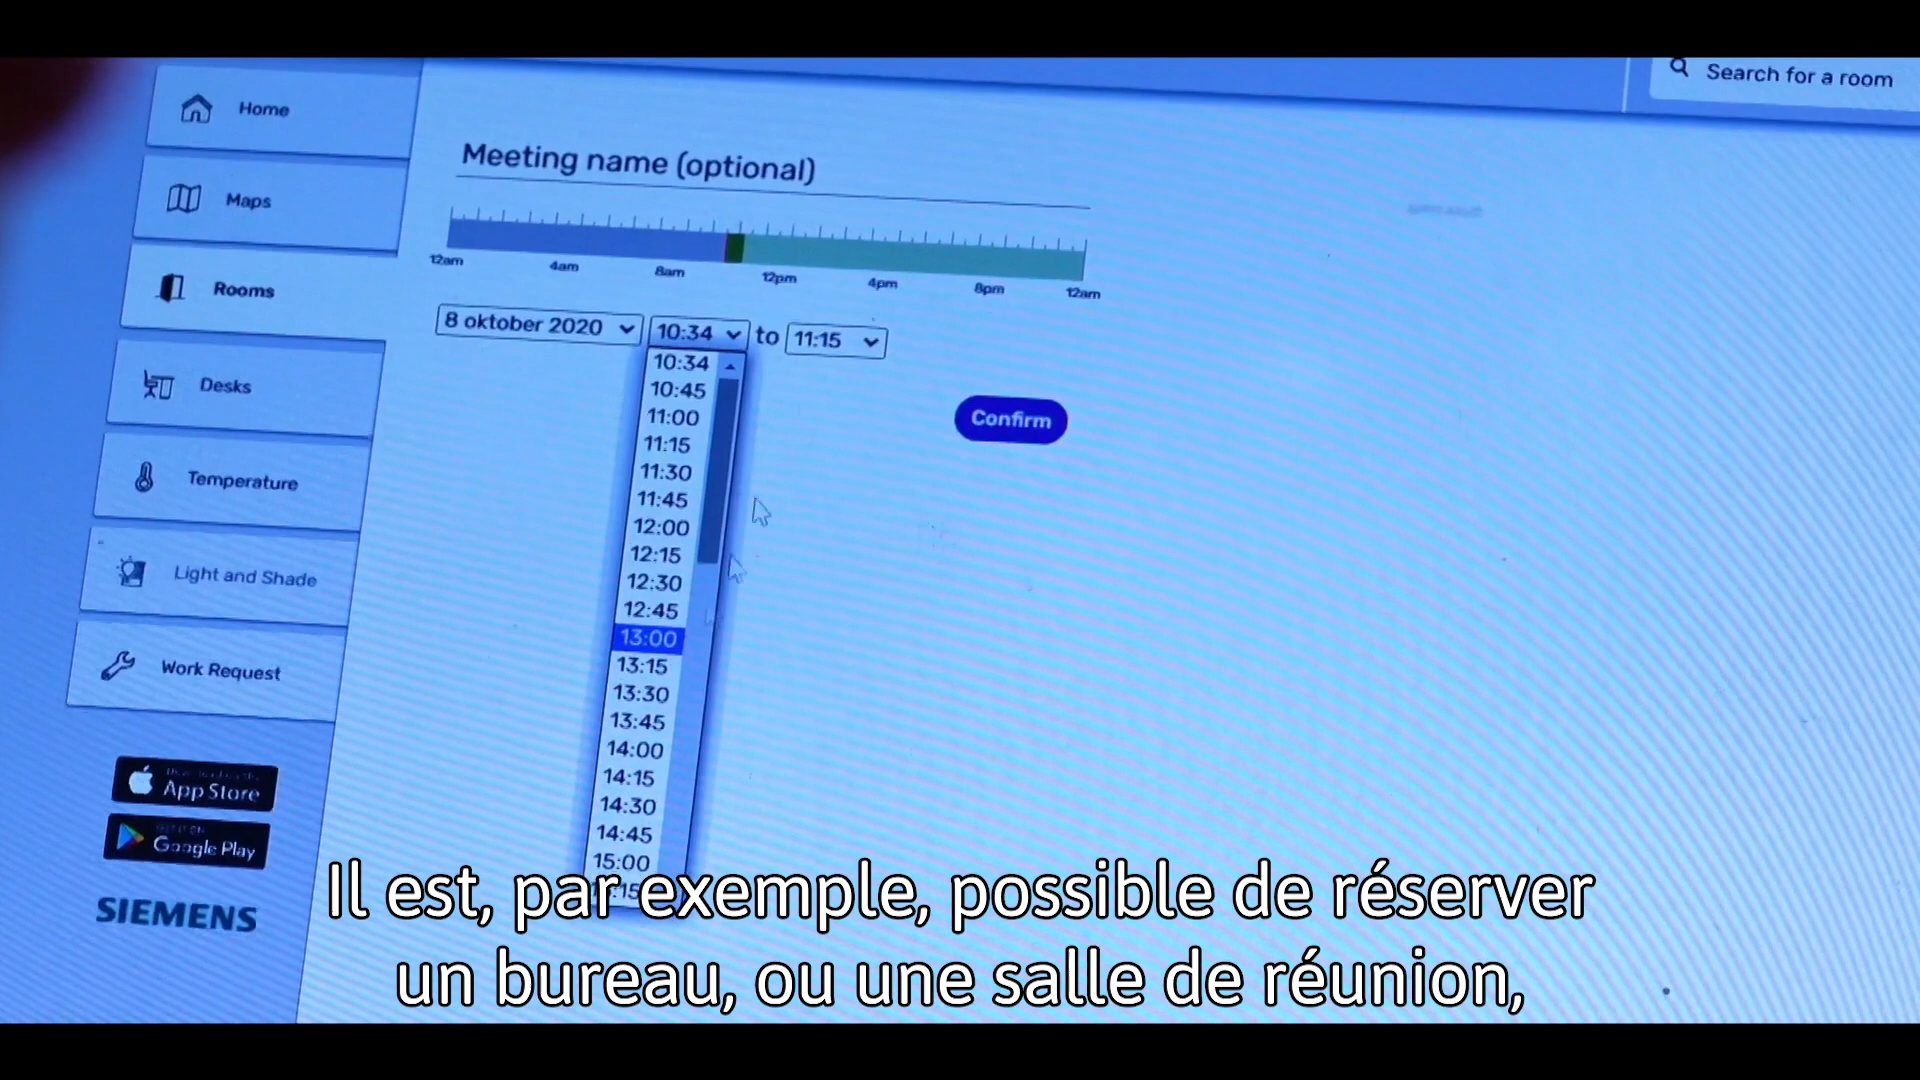 Search for a room
Home
Maps
Rooms
Desks
Temperature
Light and Shade
Work Request
App Store
GET IT ON
Google Play
SIEMENS
Meeting name (optional)
12am 4am 8am 12pm 4pm 8pm 12am
8 oktober 2020 10:34 to 11:15
10:34
10:45
11:00
11:15
11:30
11:45
12:00
12:15
12:30
12:45
13:00
13:15
13:30
13:45
14:00
14:15
14:30
14:45
15:00
Confirm
Il est, par exemple, possible de réserver
un bureau, ou une salle de réunion,